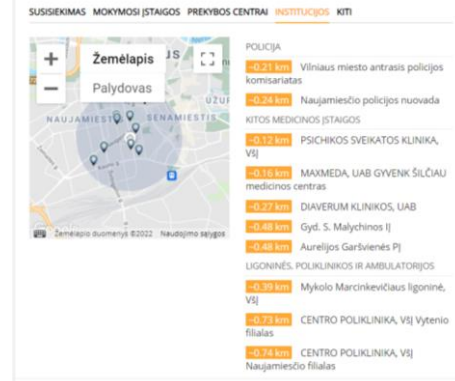 SUSISIEKIMAS MOKYMOSI ĮSTAIGOS PREKYBOS CENTRAI INSTITUCIJOS KITI
Žemėlapis
Palydovas
UŽUP
NAUJAMIESTIS SENAMIESTIS
Žemėlapio duomenys ©2022 Naudojimo sąlygos
POLICIJA
~0.21 km Vilniaus miesto antrasis policijos
komisariatas
~0.24 km Naujamiesčio policijos nuovada
KITOS MEDICINOS ĮSTAIGOS
~0.12 km PSICHIKOS SVEIKATOS KLINIKA,
VšĮ
~0.16 km MAXMEDA, UAB GYVENK ŠILČIAU
medicinos centras
~0.27 km DIAVERUM KLINIKOS, UAB
~0.48 km Gyd. S. Malychinos IĮ
~0.48 km Aurelijos Garšvienės PĮ
LIGONINĖS, POLIKLINIKOS IR AMBULATORIJOS
~0.39 km Mykolo Marcinkevičiaus ligoninė,
VšĮ
~0.73 km CENTRO POLIKLINIKA, VšĮ Vytenio
filialas
~0.74 km CENTRO POLIKLINIKA, VšĮ
Naujamiesčio filialas